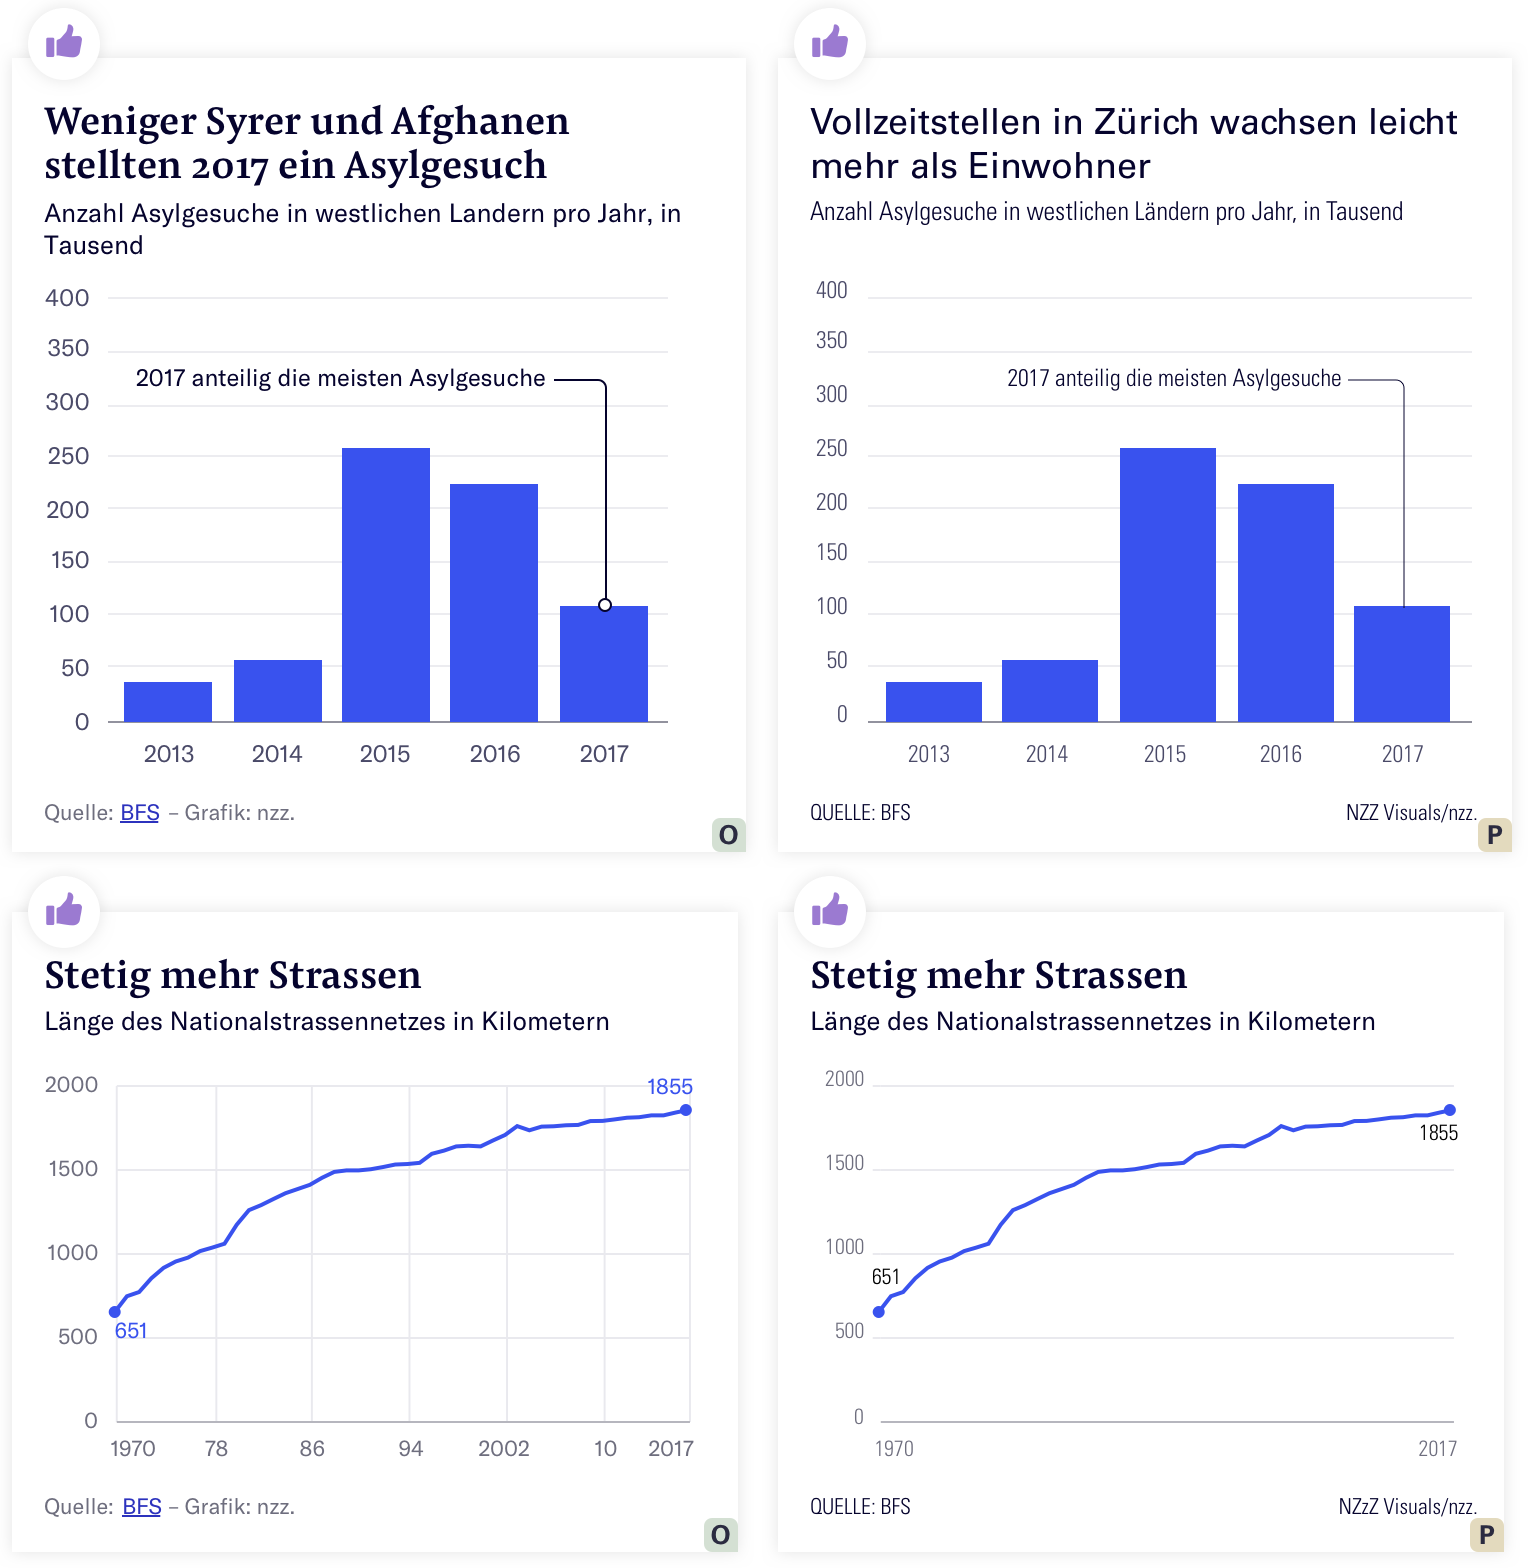 Weniger Syrer und Afghanen
stellten 2017 ein Asylgesuch
Anzahl Asylgesuche in westlichen Landern pro Jahr, in
Tausend
400
350
2017 anteilig die meisten Asylgesuche
300
250
200
150
100
50
0
2013 2014 2015 2016 2017
Quelle: BFS – Grafik: nzz.
O
Vollzeitstellen in Zürich wachsen leicht
mehr als Einwohner
Anzahl Asylgesuche in westlichen Ländern pro Jahr, in Tausend
400
350
2017 anteilig die meisten Asylgesuche
300
250
200
150
100
50
0
2013 2014 2015 2016 2017
QUELLE: BFS NZZ Visuals/nzz.
P
Stetig mehr Strassen
Länge des Nationalstrassennetzes in Kilometern
2000
1855
1500
1000
651
500
0
1970 78 86 94 2002 10 2017
Quelle: BFS – Grafik: nzz.
O
Stetig mehr Strassen
Länge des Nationalstrassennetzes in Kilometern
2000
1855
1500
1000
651
500
0
1970 2017
QUELLE: BFS NZzZ Visuals/nzz.
P